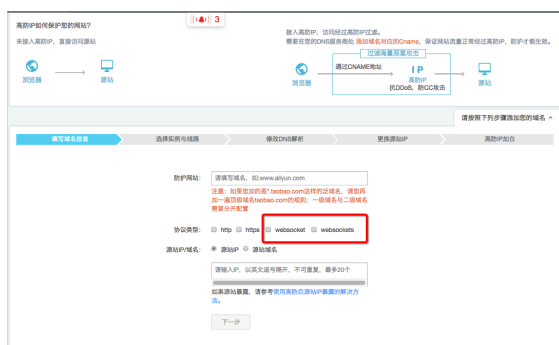 高防IP如何保护您的网站?
3
未接入高防IP，直接访问源站
浏览器
源站
接入高防IP，访问经过高防IP过滤。
需要在您的DNS服务商处 添加域名对应的Cname，保证网站流量正常经过高防IP，防护才能生效。
过滤海量恶意攻击
浏览器
通过CNAME地址
IP
高防IP
抗DDoS、防CC攻击
源站
请按照下列步骤添加您的域名
填写域名信息
选择实例与线路
修改DNS解析
更换源站IP
高防IP加白
防护网站:
请填写域名，如:www.aliyun.com
注意：如果您加的是*.taobao.com这样的泛域名，请您再
加一遍顶级域名taobao.com的规则；一级域名与二级域名
需要分开配置
协议类型:
http https websocket websockets
源站IP/域名:
源站IP 源站域名
请输入IP，以英文逗号隔开，不可重复，最多20个
如果源站暴露，请参考使用高防后源站IP暴露的解决方
法。
下一步